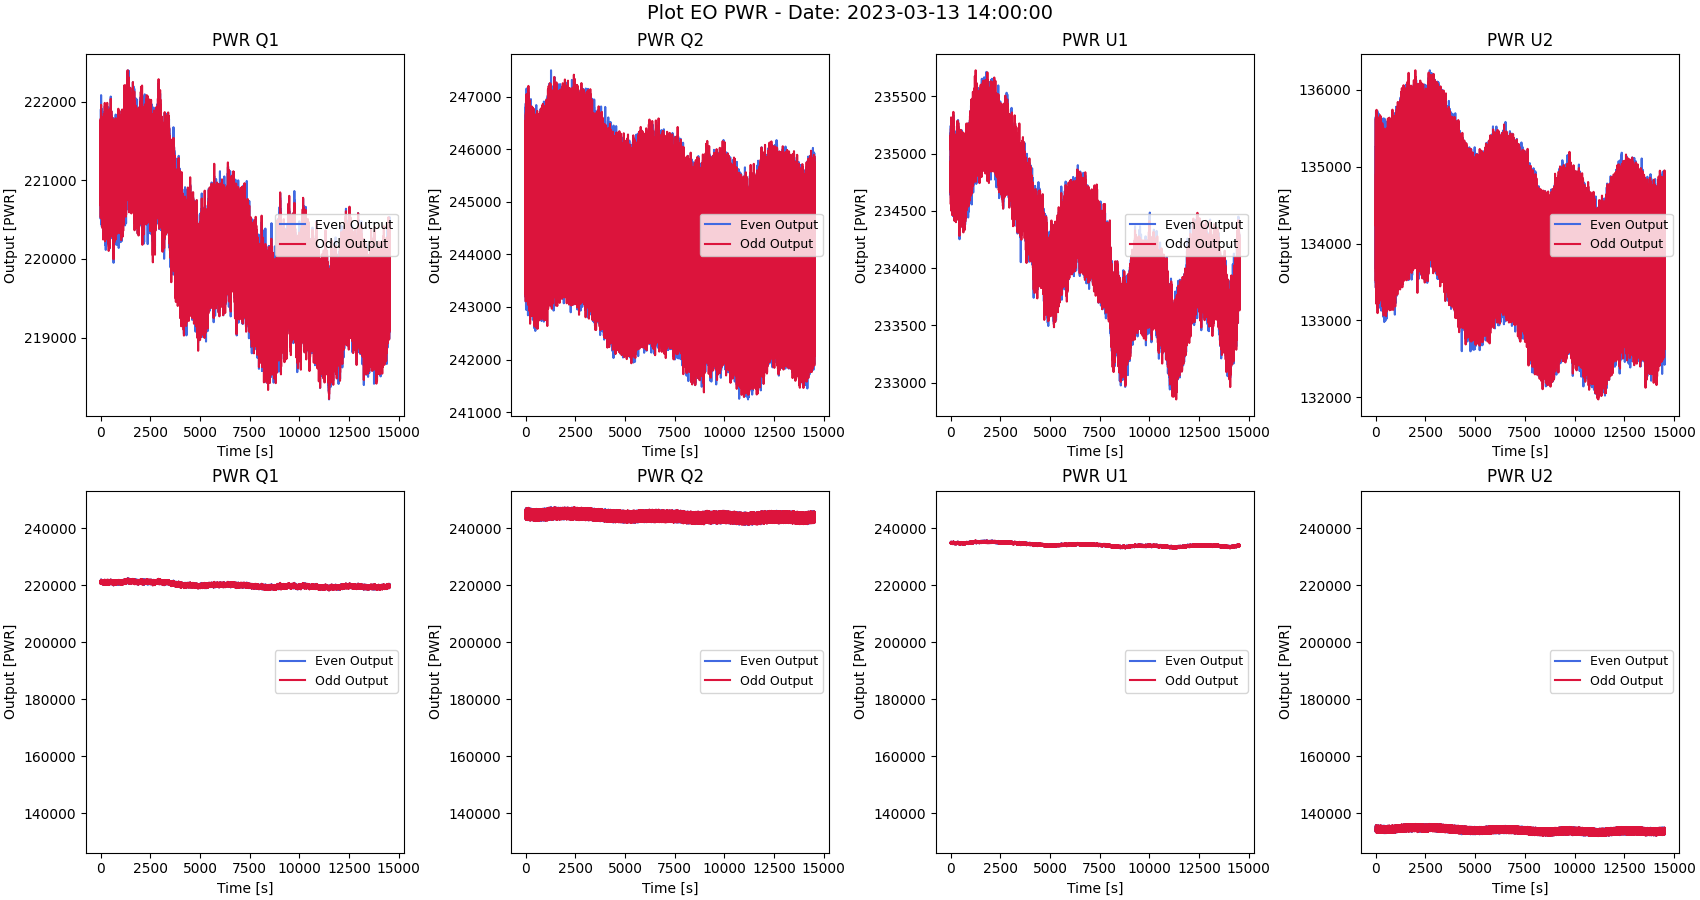 Plot EO PWR - Date: 2023-03-13 14:00:00
PWR Q1
Output [PWR]
222000
221000
220000
219000
Even Output
Odd Output
0 2500 5000 7500 10000 12500 15000
Time [s]
PWR Q2
Output [PWR]
247000
246000
245000
244000
243000
242000
241000
Even Output
Odd Output
0 2500 5000 7500 10000 12500 15000
Time [s]
PWR U1
Output [PWR]
235500
235000
234500
234000
233500
233000
Even Output
Odd Output
0 2500 5000 7500 10000 12500 15000
Time [s]
PWR U2
Output [PWR]
136000
135000
134000
133000
132000
Even Output
Odd Output
0 2500 5000 7500 10000 12500 15000
Time [s]
PWR Q1
Output [PWR]
240000
220000
200000
180000
160000
140000
Even Output
Odd Output
0 2500 5000 7500 10000 12500 15000
Time [s]
PWR Q2
Output [PWR]
240000
220000
200000
180000
160000
140000
Even Output
Odd Output
0 2500 5000 7500 10000 12500 15000
Time [s]
PWR U1
Output [PWR]
240000
220000
200000
180000
160000
140000
Even Output
Odd Output
0 2500 5000 7500 10000 12500 15000
Time [s]
PWR U2
Output [PWR]
240000
220000
200000
180000
160000
140000
Even Output
Odd Output
0 2500 5000 7500 10000 12500 15000
Time [s]